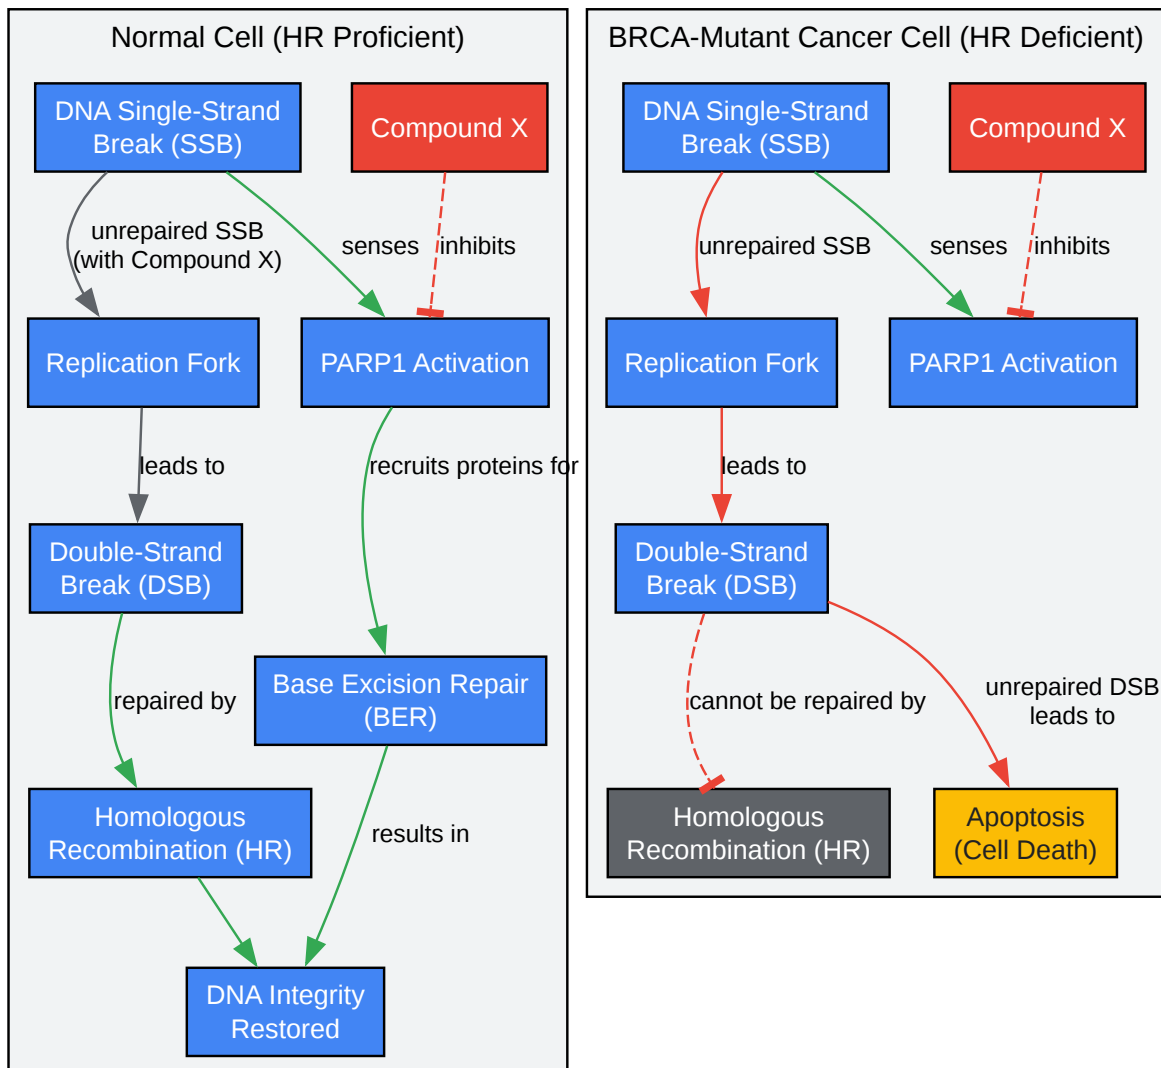 Normal Cell (HR Proficient)
DNA Single-Strand
Break (SSB)
Compound X
unrepaired SSB
(with Compound X)
senses
inhibits
Replication Fork
PARP1 Activation
leads to
recruits proteins for
Double-Strand
Break (DSB)
repaired by
Base Excision Repair
(BER)
Homologous
Recombination (HR)
results in
DNA Integrity
Restored
BRCA-Mutant Cancer Cell (HR Deficient)
DNA Single-Strand
Break (SSB)
Compound X
unrepaired SSB
senses
inhibits
Replication Fork
PARP1 Activation
leads to
Double-Strand
Break (DSB)
cannot be repaired by
unrepaired DSB
leads to
Homologous
Recombination (HR)
Apoptosis
(Cell Death)